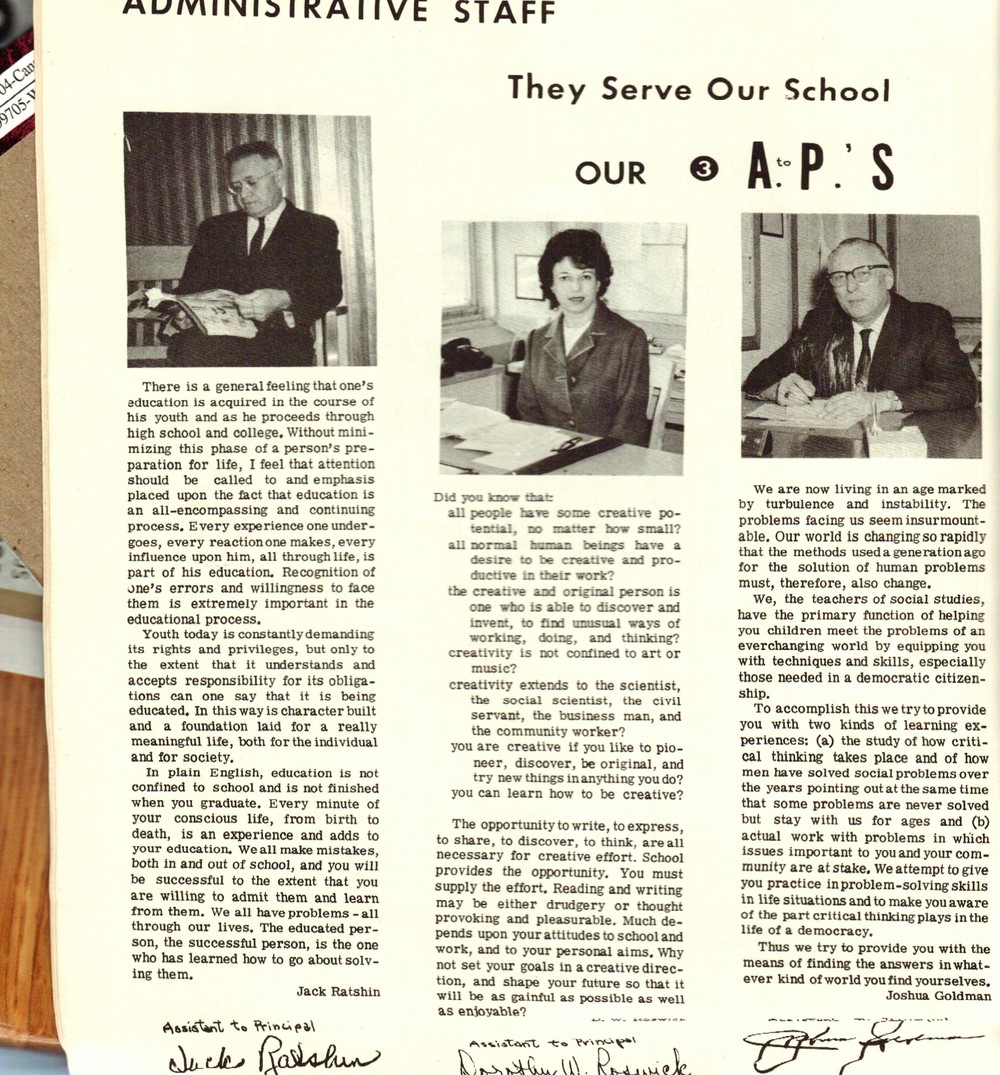 ADMINISTRATIVE STAFF
They Serve Our School
OUR 3 A. to P.'S
There is a general feeling that one's
education is acquired in the course of
his youth and as he proceeds through
high school and college. Without mini-
mizing this phase of a person's pre-
paration for life, I feel that attention
should be called to and emphasis
placed upon the fact that education is
an all-encompassing and continuing
process. Every experience one under-
goes, every reaction one makes, every
influence upon him, all through life, is
part of his education. Recognition of
one's errors and willingness to face
them is extremely important in the
educational process.
Youth today is constantly demanding
its rights and privileges, but only to
the extent that it understands and
accepts responsibility for its obliga-
tions can one say that it is being
educated. In this way is character built
and a foundation laid for a really
meaningful life, both for the individual
and for society.
In plain English, education is not
confined to school and is not finished
when you graduate. Every minute of
your conscious life, from birth to
death, is an experience and adds to
your education. We all make mistakes,
both in and out of school, and you will
be successful to the extent that you
are willing to admit them and learn
from them. We all have problems - all
through our lives. The educated per-
son, the successful person, is the one
who has learned how to go about solv-
ing them.
Jack Ratshin
Assistant to Principal
Jack Ratshin
Did you know that:
all people have some creative po-
tential, no matter how small?
all normal human beings have a
desire to be creative and pro-
ductive in their work?
the creative and original person is
one who is able to discover and
invent, to find unusual ways of
working, doing, and thinking?
creativity is not confined to art or
music?
creativity extends to the scientist,
the social scientist, the civil
servant, the business man, and
the community worker?
you are creative if you like to pio-
neer, discover, be original, and
try new things in anything you do?
you can learn how to be creative?
The opportunity to write, to express,
to share, to discover, to think, are all
necessary for creative effort. School
provides the opportunity. You must
supply the effort. Reading and writing
may be either drudgery or thought
provoking and pleasurable. Much de-
pends upon your attitudes to school and
work, and to your personal aims. Why
not set your goals in a creative direc-
tion, and shape your future so that it
will be as gainful as possible as well
as enjoyable?
Assistant to Principal
Dorothy W. Roswick
We are now living in an age marked
by turbulence and instability. The
problems facing us seem insurmount-
able. Our world is changing so rapidly
that the methods used a generation ago
for the solution of human problems
must, therefore, also change.
We, the teachers of social studies,
have the primary function of helping
you children meet the problems of an
everchanging world by equipping you
with techniques and skills, especially
those needed in a democratic citizen-
ship.
To accomplish this we try to provide
you with two kinds of learning ex-
periences: (a) the study of how criti-
cal thinking takes place and of how
men have solved social problems over
the years pointing out at the same time
that some problems are never solved
but stay with us for ages and (b)
actual work with problems in which
issues important to you and your com-
munity are at stake. We attempt to give
you practice in problem-solving skills
in life situations and to make you aware
of the part critical thinking plays in the
life of a democracy.
Thus we try to provide you with the
means of finding the answers in what-
ever kind of world you find yourselves.
Joshua Goldman